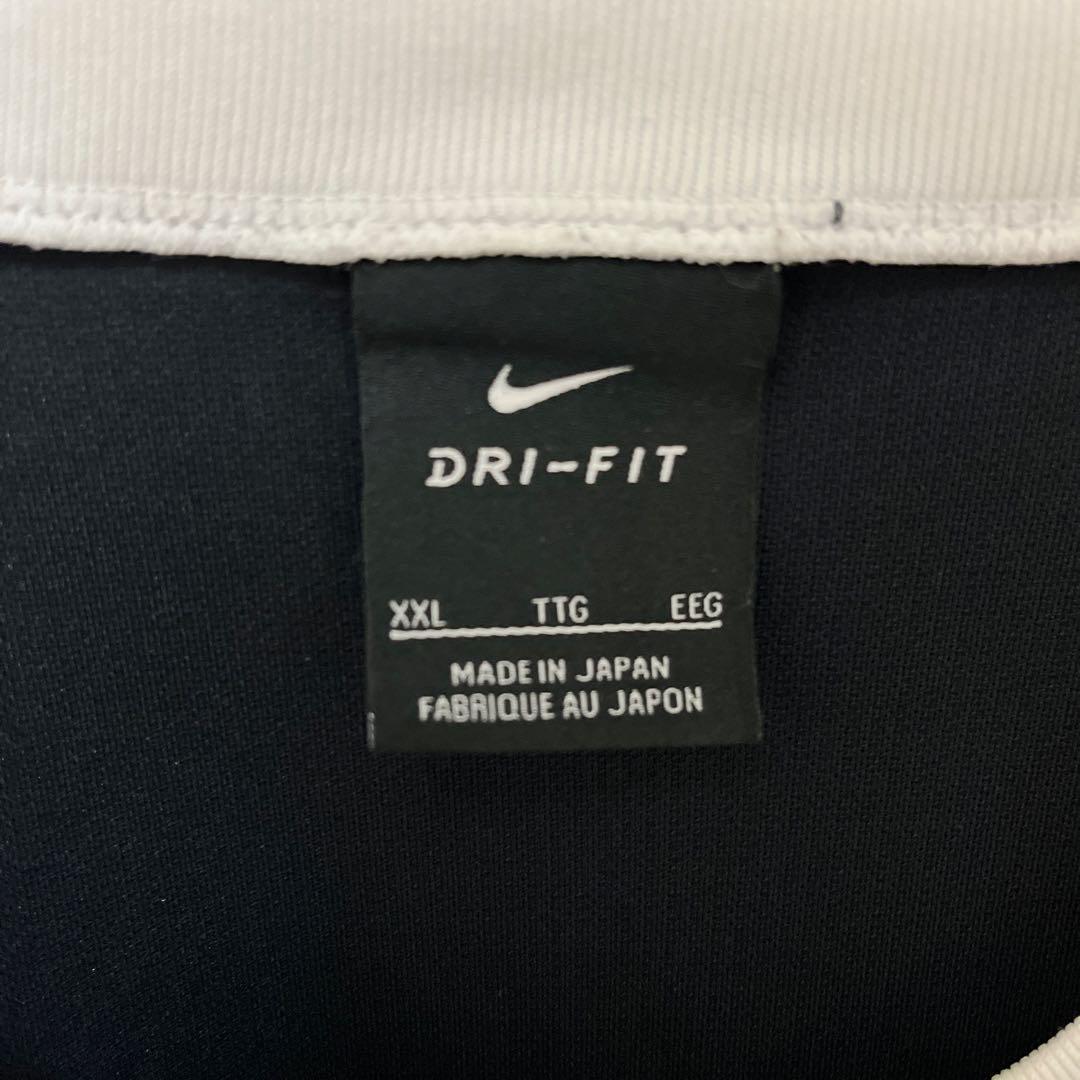 DRI-FIT
XXL TTG EEG
MADE IN JAPAN
FABRIQUE AU JAPON